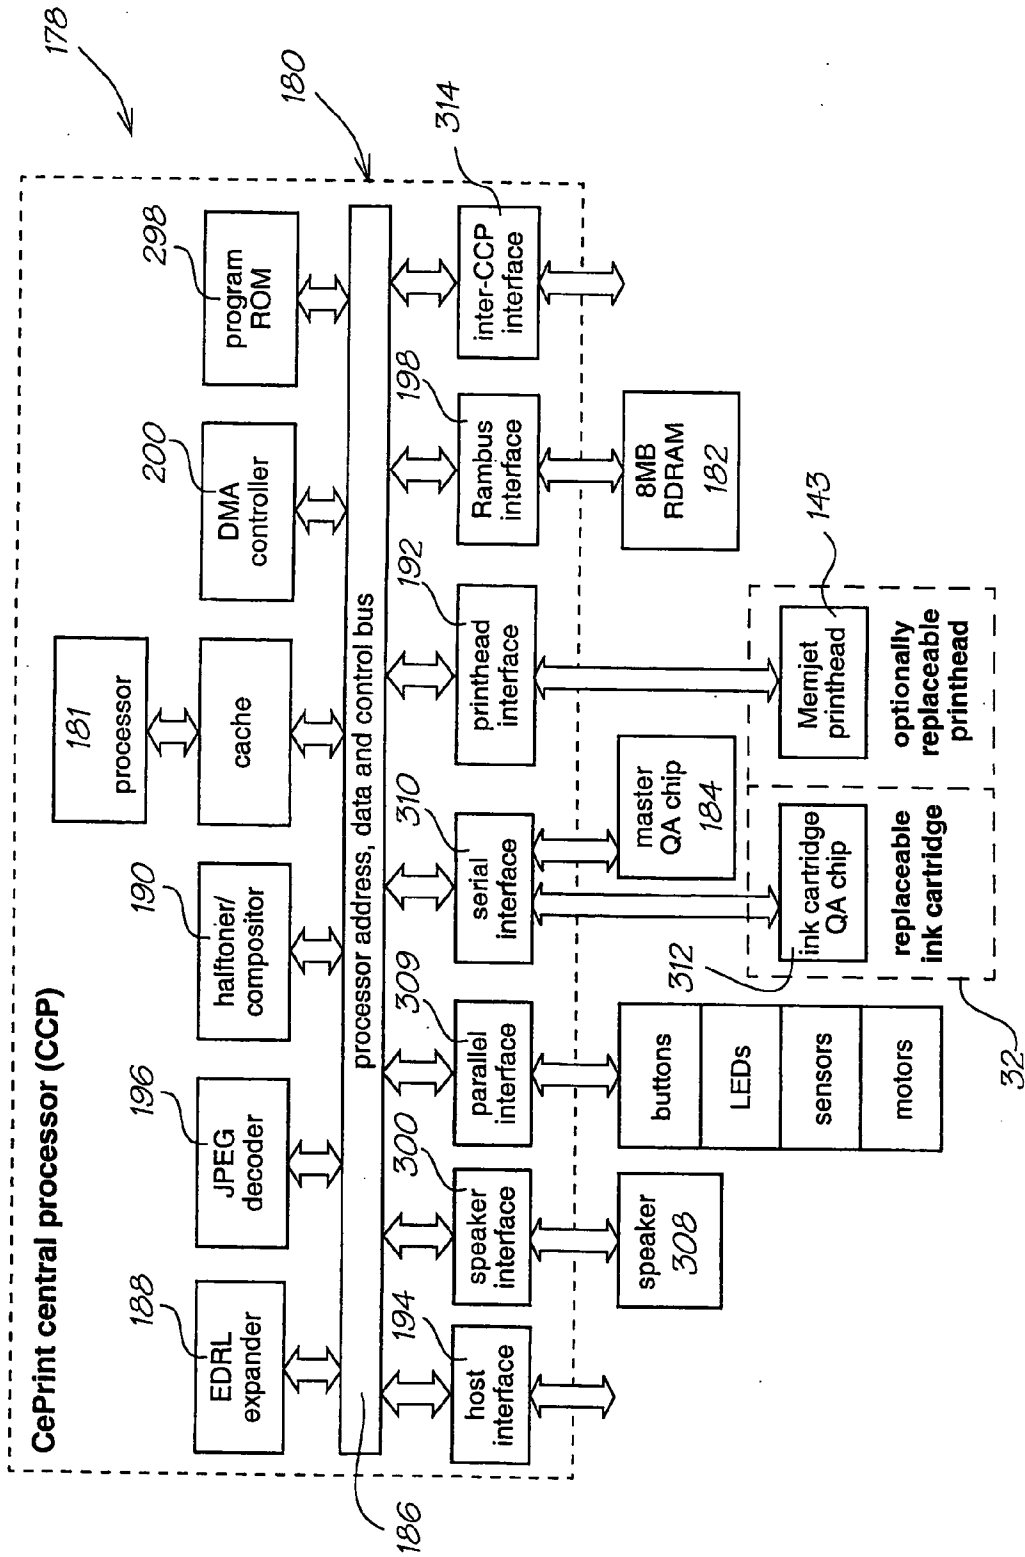 178
CePrint central processor (CCP)
180
181
processor
188
EDRL
expander
196
JPEG
decoder
190
halftoner/
compositor
cache
200
DMA
controller
298
program
ROM
186
processor address, data and control bus
194
host
interface
300
speaker
interface
309
parallel
interface
310
serial
interface
192
printhead
interface
198
Rambus
interface
314
inter-CCP
interface
speaker
308
buttons
LEDs
sensors
motors
master
QA chip
184
8MB
RDRAM
182
312
ink cartridge
QA chip
replaceable
ink cartridge
143
Memjet
printhead
optionally
replaceable
printhead
32